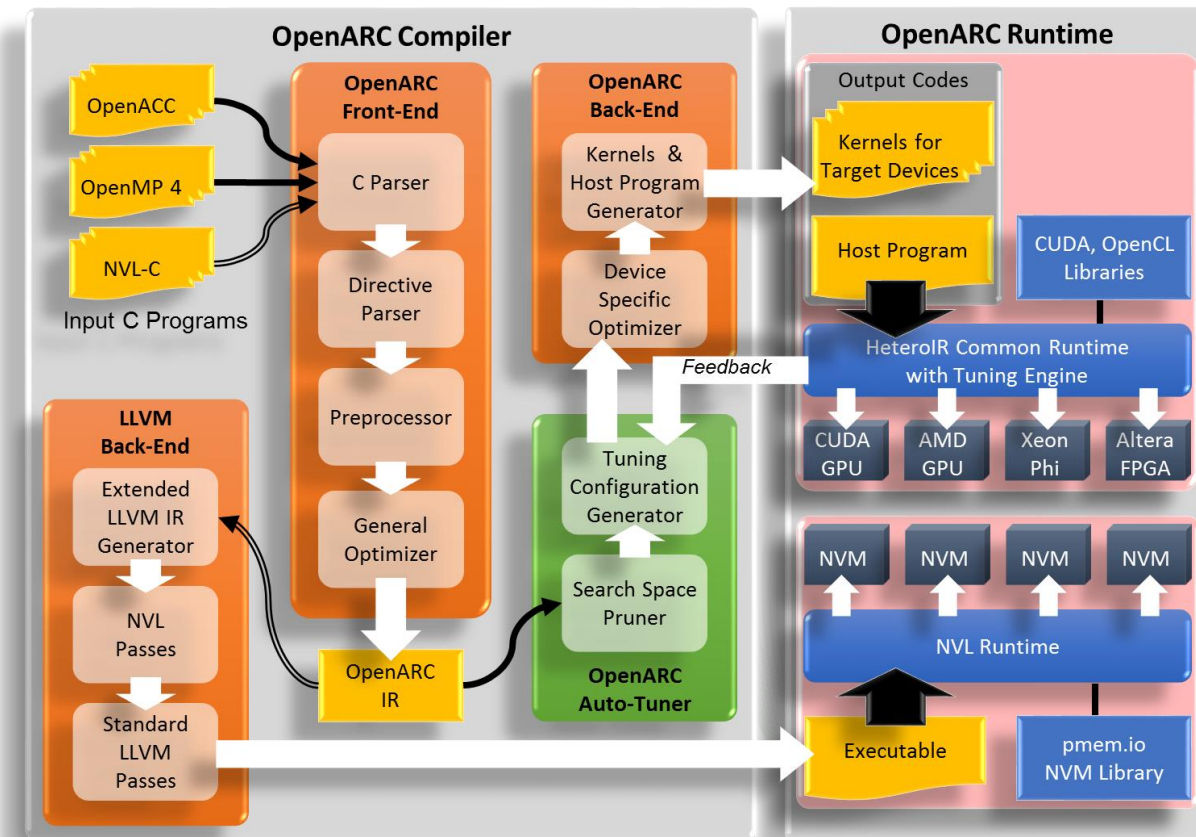 OpenARC Compiler
OpenACC
OpenMP 4
NVL-C
Input C Programs
OpenARC
Front-End
C Parser
Directive
Parser
Preprocessor
General
Optimizer
OpenARC
IR
LLVM
Back-End
Extended
LLVM IR
Generator
NVL
Passes
Standard
LLVM
Passes
OpenARC
Back-End
Kernels &
Host Program
Generator
Device
Specific
Optimizer
Feedback
Tuning
Configuration
Generator
Search Space
Pruner
OpenARC
Auto-Tuner
OpenARC Runtime
Output Codes
Kernels for
Target Devices
Host Program
CUDA, OpenCL
Libraries
HeteroIR Common Runtime
with Tuning Engine
CUDA
GPU
AMD
GPU
Xeon
Phi
Altera
FPGA
NVM
NVM
NVM
NVM
NVL Runtime
Executable
pmem.io
NVM Library